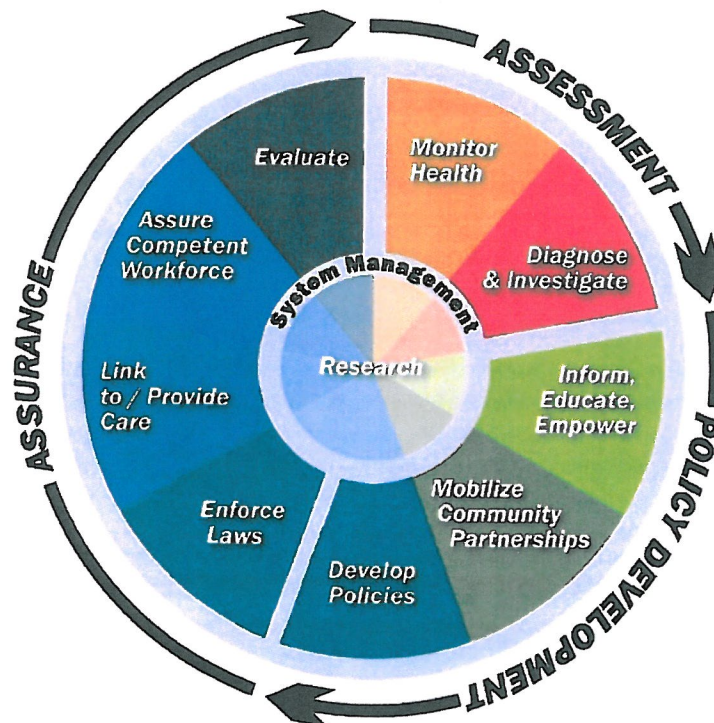 ASSESSMENT
POLICY DEVELOPMENT
ASSURANCE
Monitor
Health
Diagnose
& Investigate
Inform,
Educate,
Empower
Mobilize
Community
Partnerships
Develop
Policies
Enforce
Laws
Link
to / Provide
Care
Assure
Competent
Workforce
Evaluate
System Management
Research